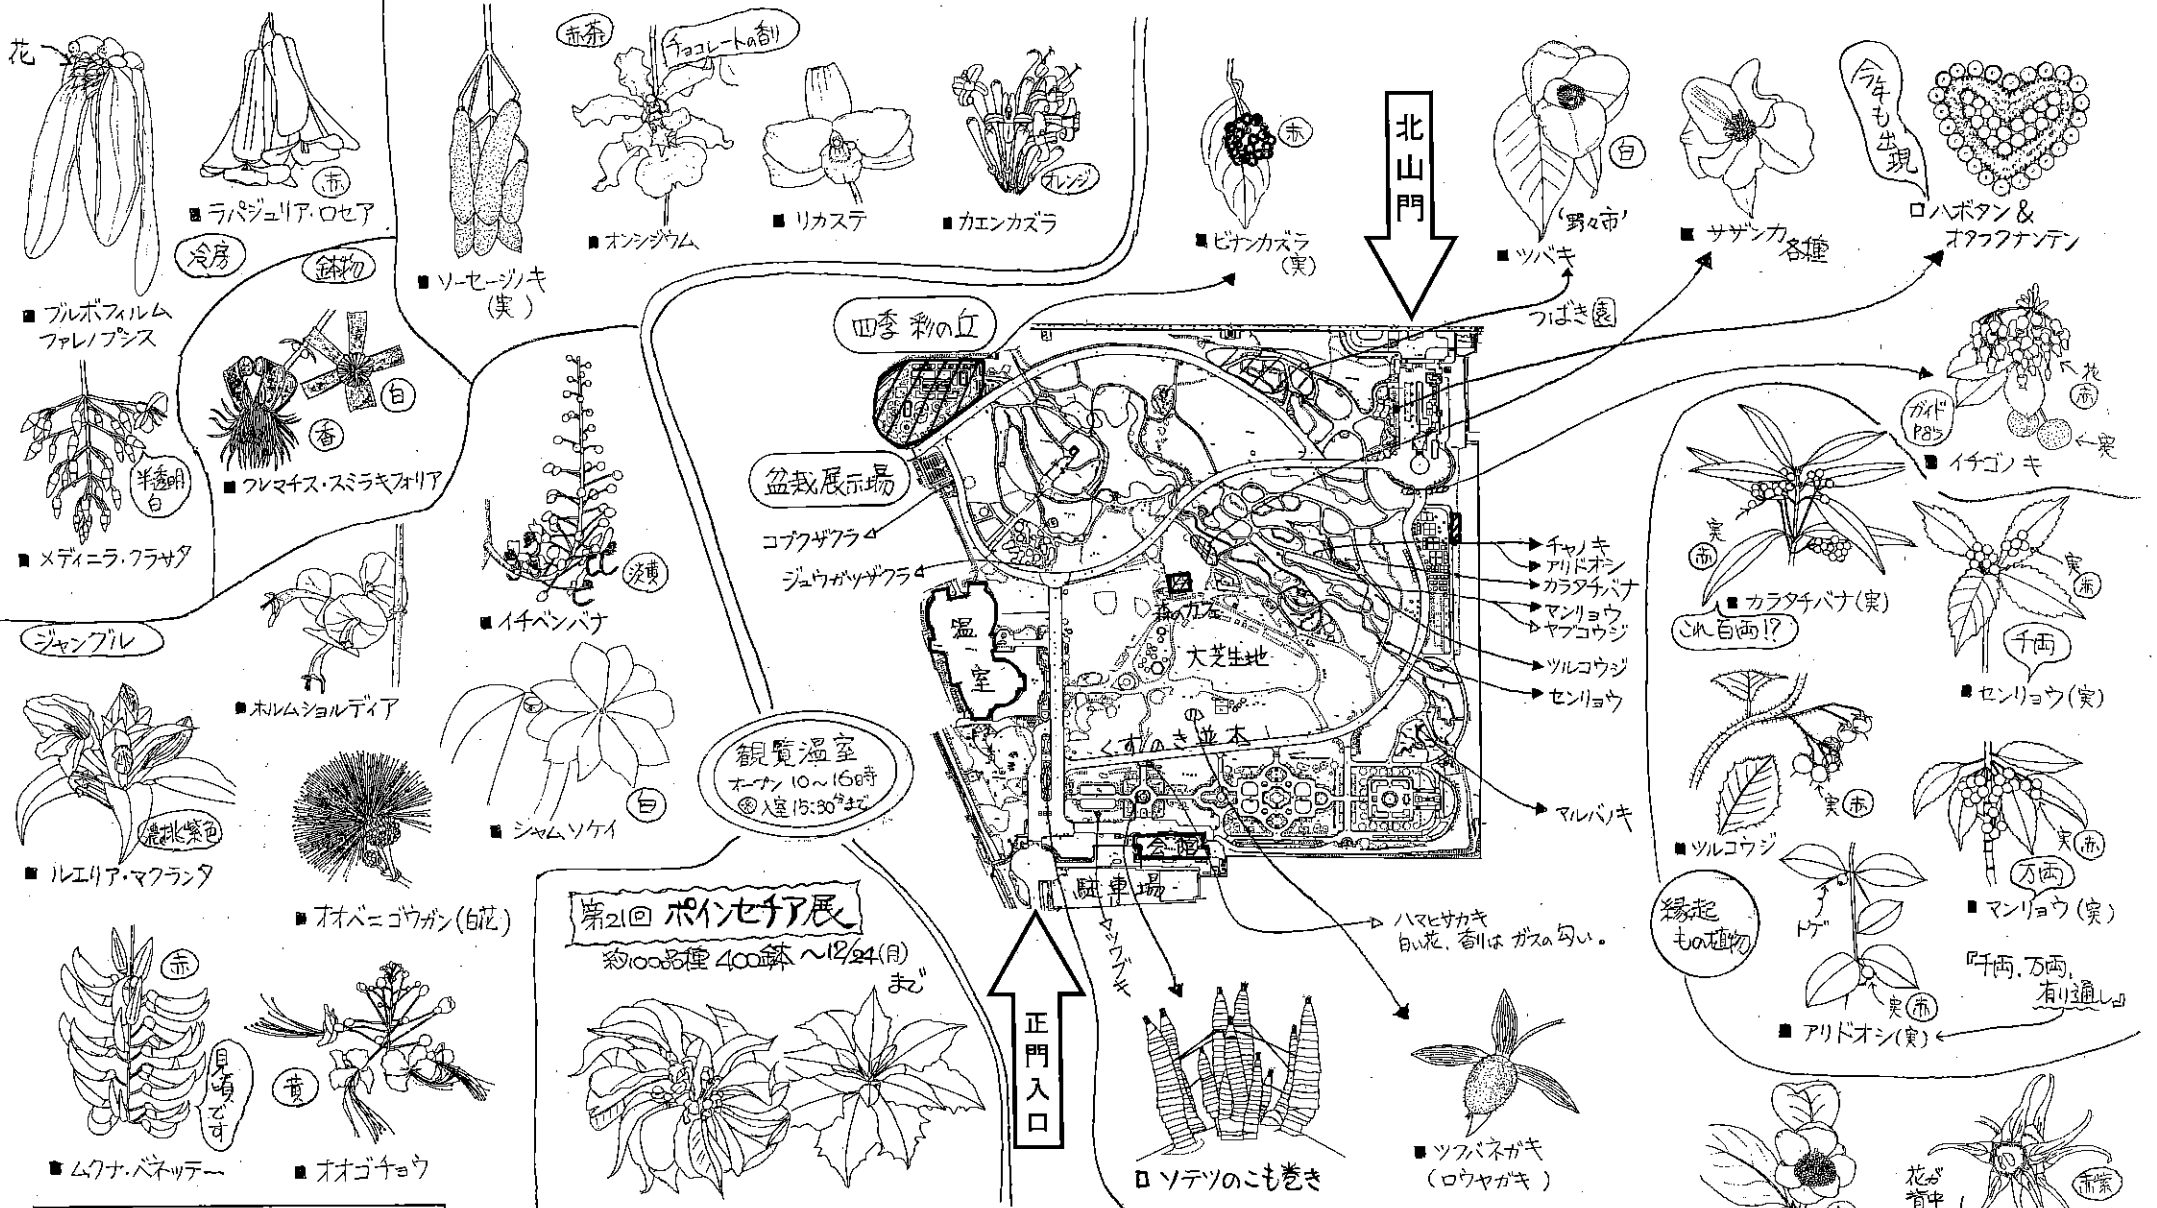 花
■ブルボフィルム
ファレノプシス
赤
■ラパジュリア・ロセア
冷房
鉢物
■ソーセージノキ
(実)
赤茶
チョコレートの香り
■オンシジウム
■リカステ
オレンジ
■カエンカズラ
赤
■ビナンカズラ
(実)
北山門
白
'野々市'
■ツバキ
つばき園
■サザンカ各種
今年も出現
□ハボタン&
オタフクナンテン
半透明
白
■メディニラ・クラサタ
白
香
■クレマチス・スミラキフォリア
淡黄
■イチベンバナ
四季 彩の丘
盆栽展示場
コブクザクラ
ジュウガツザクラ
花
赤
ガイド
P85
←実
■イチゴノキ
チャノキ
アリドオシ
カラタチバナ
マンリョウ
ヤブコウジ
ツルコウジ
センリョウ
マルバノキ
実
赤
■カラタチバナ(実)
これ百両!?
実
赤
千両
■センリョウ(実)
ジャングル
■ホルムショルディア
濃桃紫色
■ルエリア・マクランタ
■オオベニゴウガン(白花)
白
■シャムソケイ
温室
森のカフェ
大芝生地
くすのき並木
会館
駐車場
観覧温室
オープン 10〜16時
※入室15:30分まで
実赤
■ツルコウジ
実赤
万両
■マンリョウ(実)
縁起
もの植物
トゲ
実赤
■アリドオシ(実)
『千両、万両、
有り通し』
赤
見頃です
■ムクナ・ベネッテー
黄
■オオゴチョウ
第21回 ポインセチア展
約100品種 400鉢 〜12/24(月)
まで
正門入口
ツワブキ
ハマヒサカキ
白い花、香りは ガスの匂い。
□ソテツのこも巻き
■ツクバネガキ
(ロウヤガキ)
花が
背中
赤紫